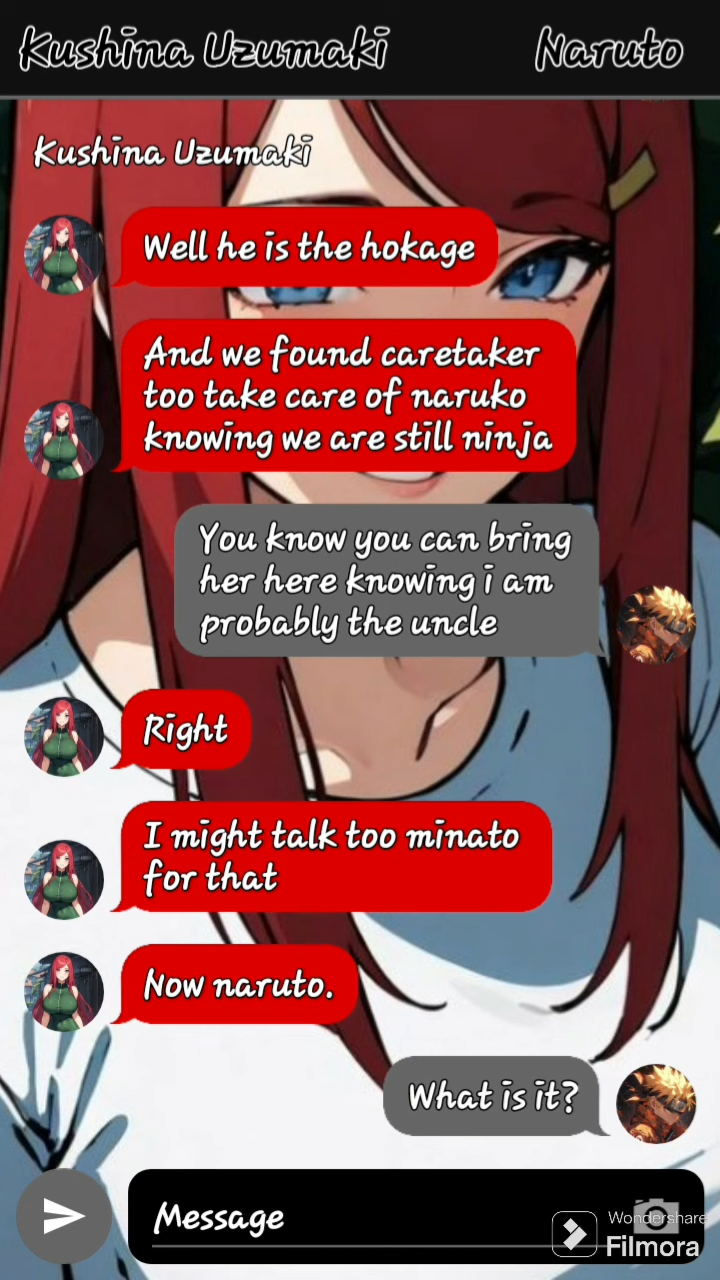 Kushina Uzumaki Naruto
Kushina Uzumaki
Well he is the hokage
And we found caretaker
too take care of naruko
knowing we are still ninja
You know you can bring
her here knowing i am
probably the uncle
Right
I might talk too minato
for that
Now naruto.
What is it?
Message
Wondershare
Filmora